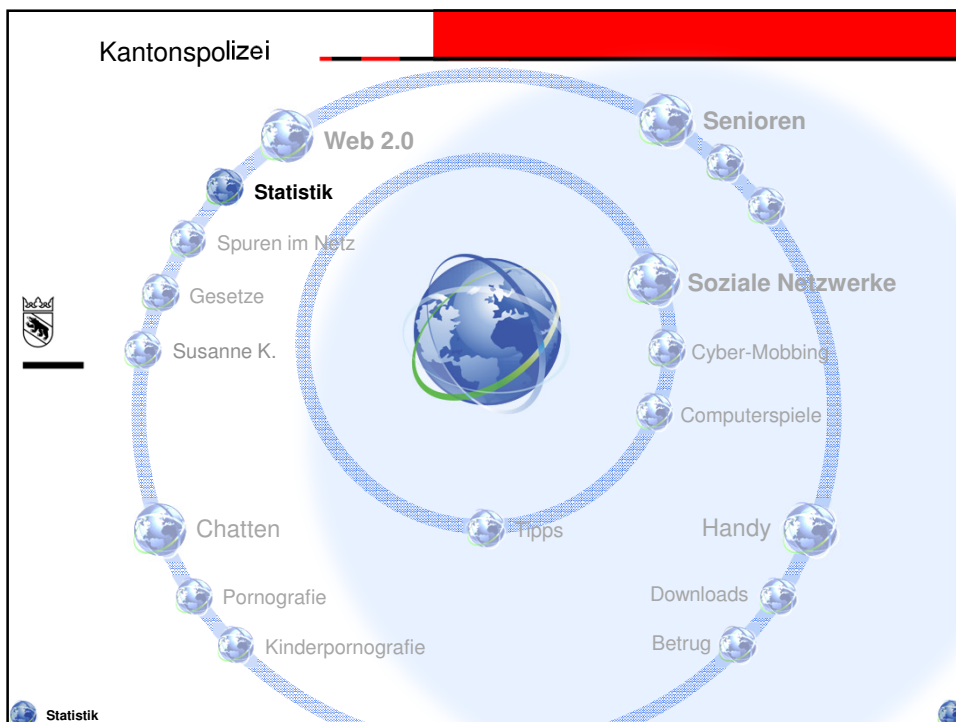 Kantonspolizei
Web 2.0
Senioren
Statistik
Spuren im Netz
Gesetze
Soziale Netzwerke
Susanne K.
Cyber-Mobbing
Computerspiele
Chatten
Tipps
Handy
Pornografie
Downloads
Kinderpornografie
Betrug
Statistik